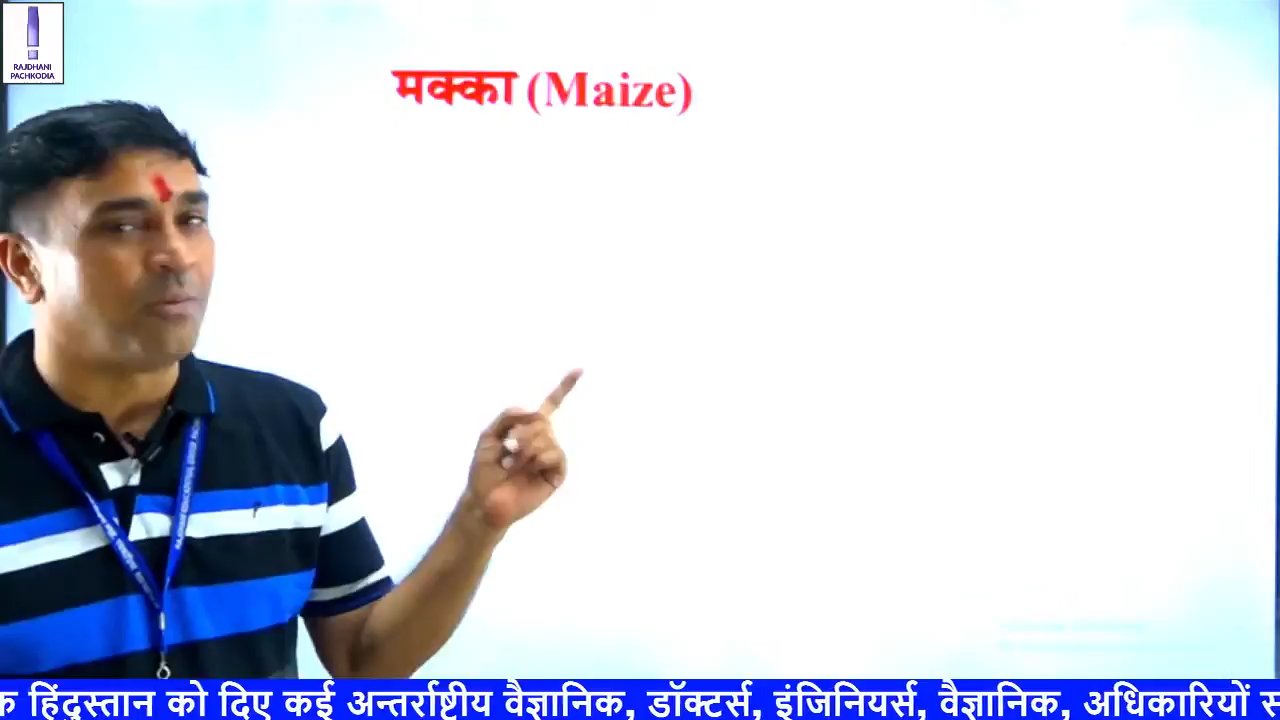 RAJDHANI
PACHKODIA
मक्का (Maize)
क हिंदुस्तान को दिए कई अन्तर्राष्ट्रीय वैज्ञानिक, डॉक्टर्स, इंजिनियर्स, वैज्ञानिक, अधिकारियों स